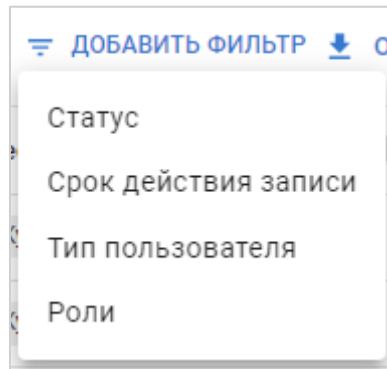 ДОБАВИТЬ ФИЛЬТР
Статус
Срок действия записи
Тип пользователя
Роли